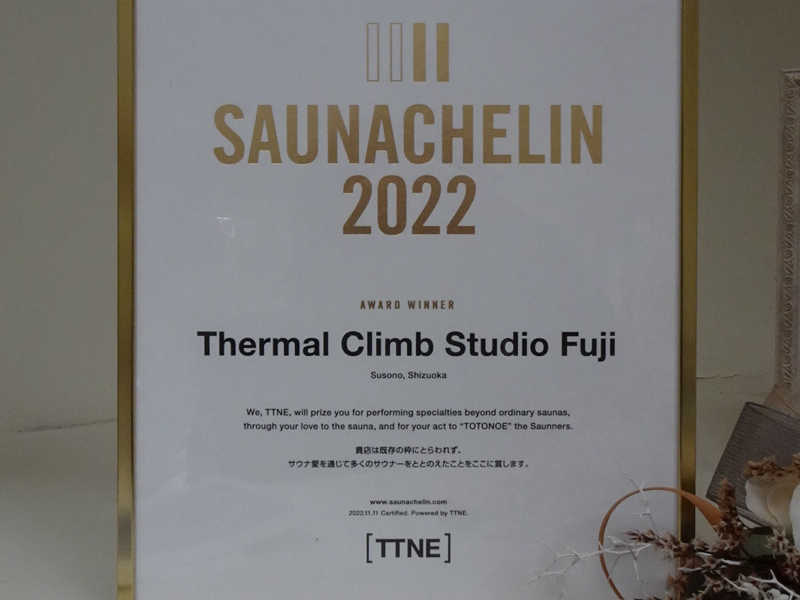 SAUNACHELIN
2022
AWARD WINNER
Thermal Climb Studio Fuji
Susono, Shizuoka
We, TTNE, will prize you for performing specialties beyond ordinary saunas,
through your love to the sauna, and for your act to “TOTONOE” the Saunners.
貴店は既存の枠にとらわれず、
サウナ愛を通じて多くのサウナーをととのえたことをここに賞します。
www.saunachelin.com
2022.11.11 Certified. Powered by TTNE.
[TTNE]